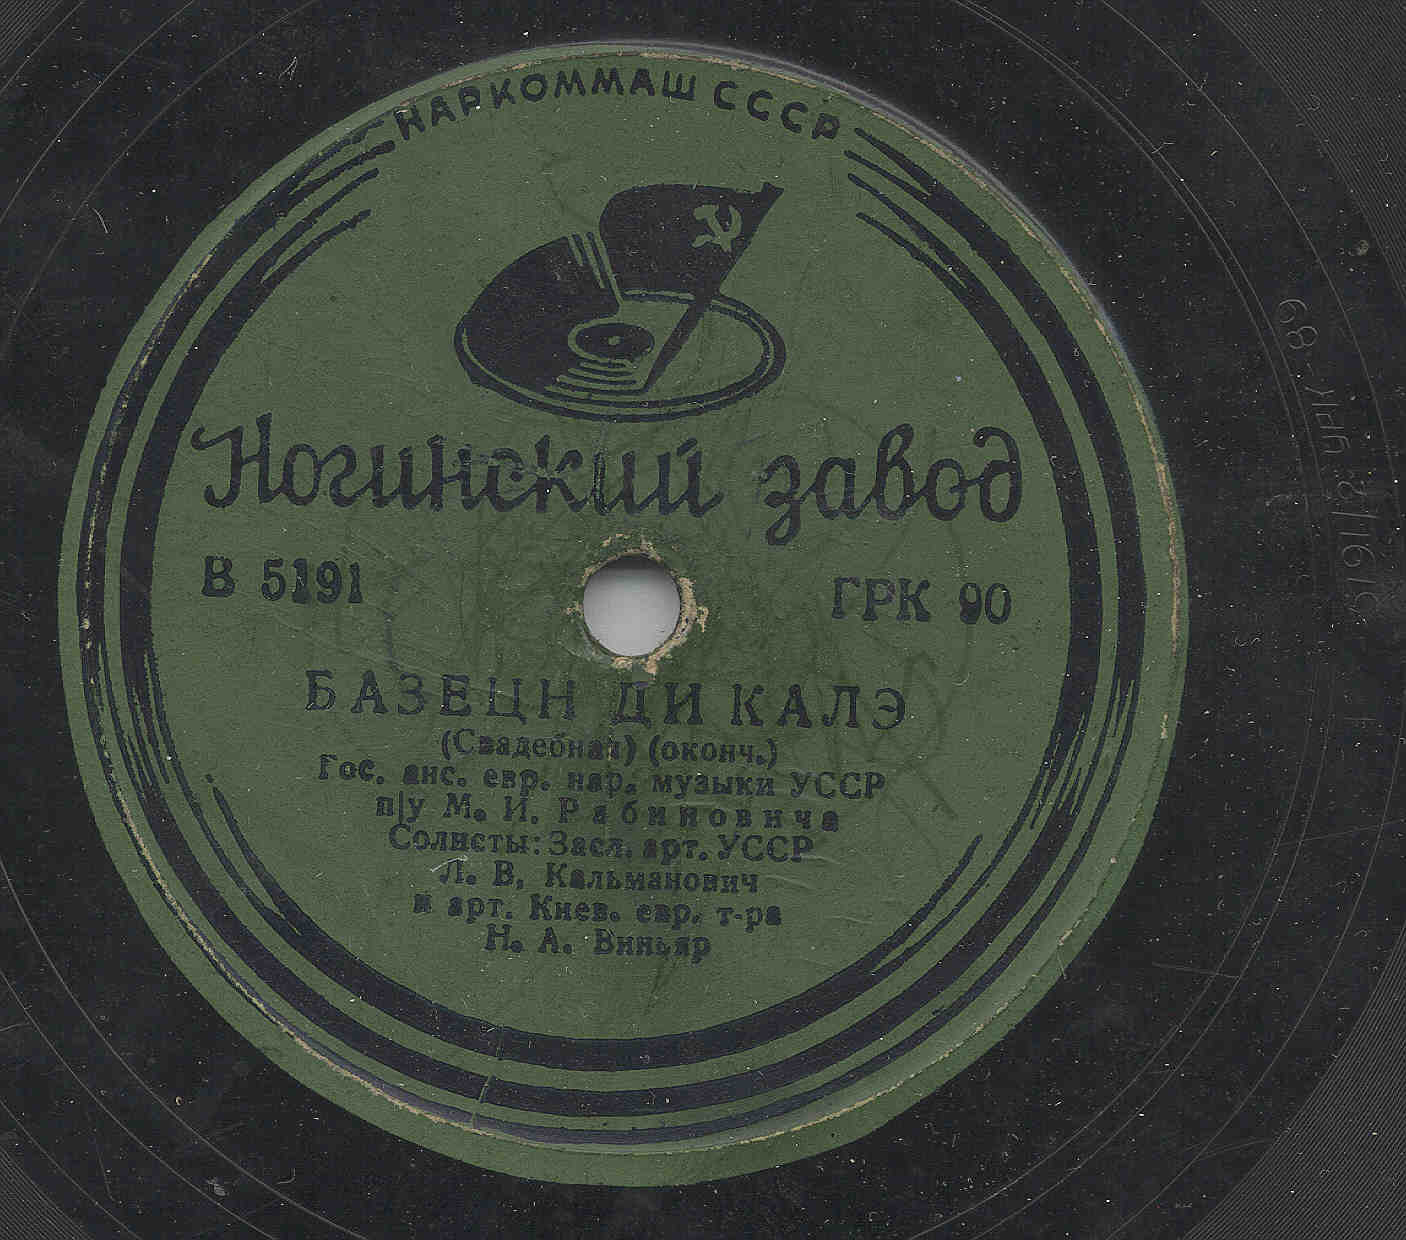 НАРКОММАШ СССР
Ногинский завод
В 5191 ГРК 90
БАЗЕЦН ДИ КАЛЭ
(Свадебная) (оконч.)
Гос. анс. евр. нар. музыки УССР
п/у М. И. Рабиновича
Солисты: Засл. арт. УССР
Л. В. Кальманович
и арт. Киев. евр. т-ра
Н. А. Виньяр